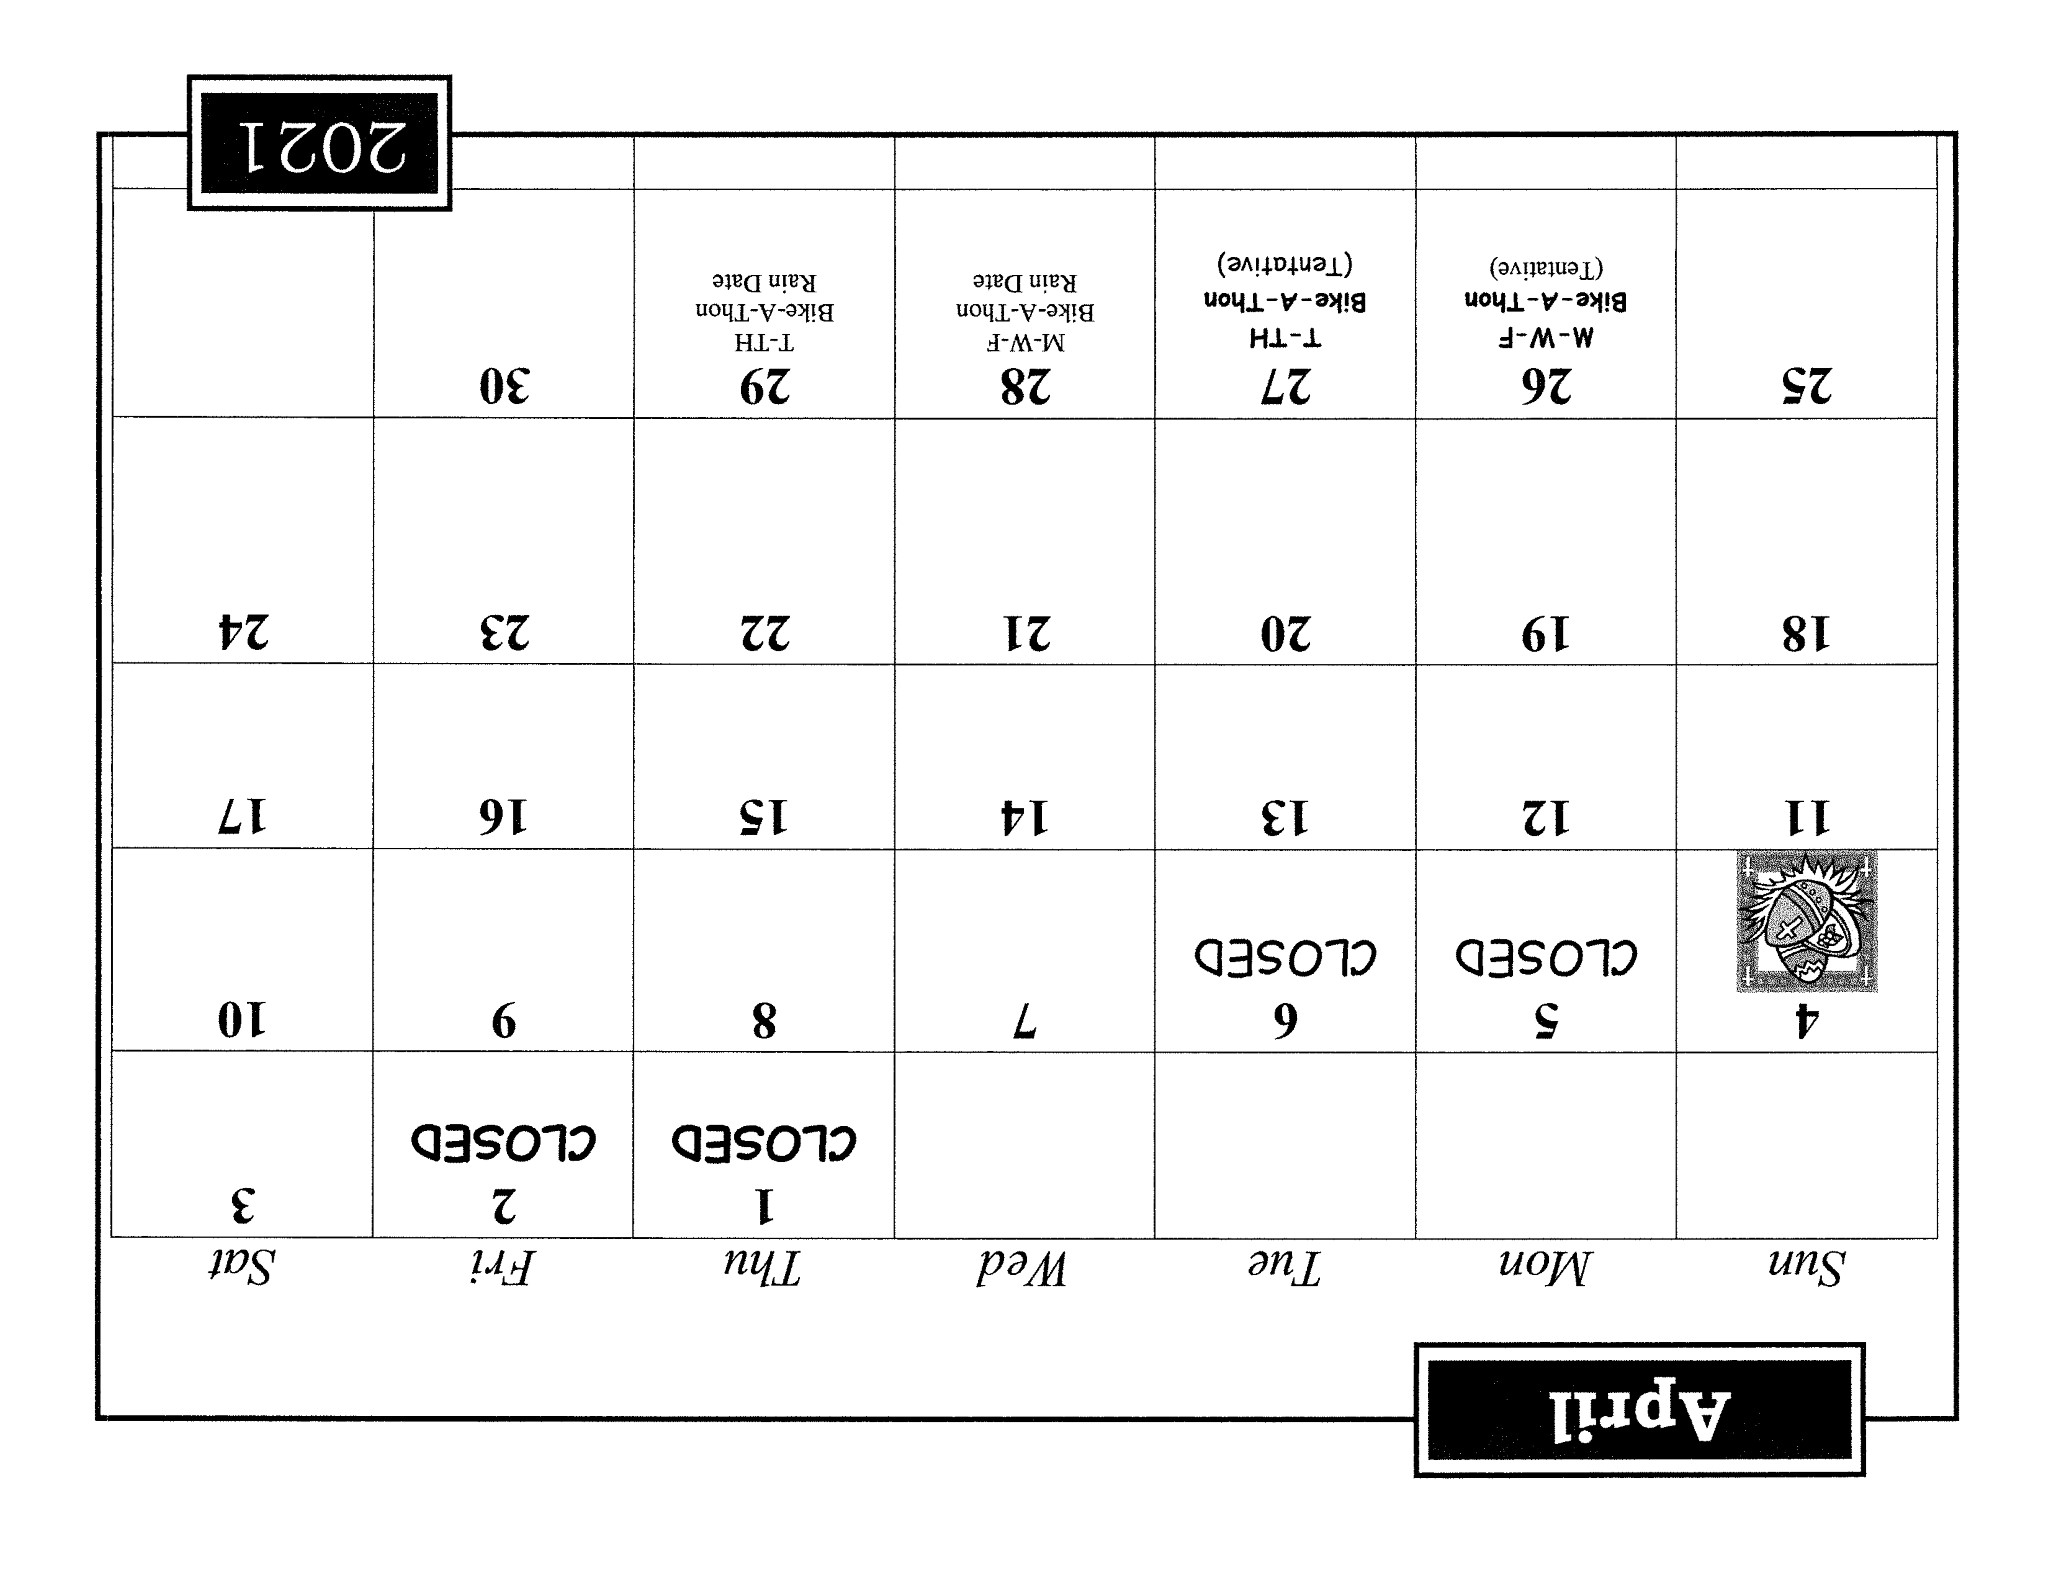 April
Sun Mon Tue Wed Thu Fri Sat
1 2 3
CLOSED CLOSED
4 5 6 7 8 9 10
CLOSED CLOSED
11 12 13 14 15 16 17
18 19 20 21 22 23 24
25 26 27 28 29 30
M-W-F T-TH M-W-F T-TH
Bike-A-Thon Bike-A-Thon Bike-A-Thon Bike-A-Thon
(Tentative) (Tentative) Rain Date Rain Date
2021